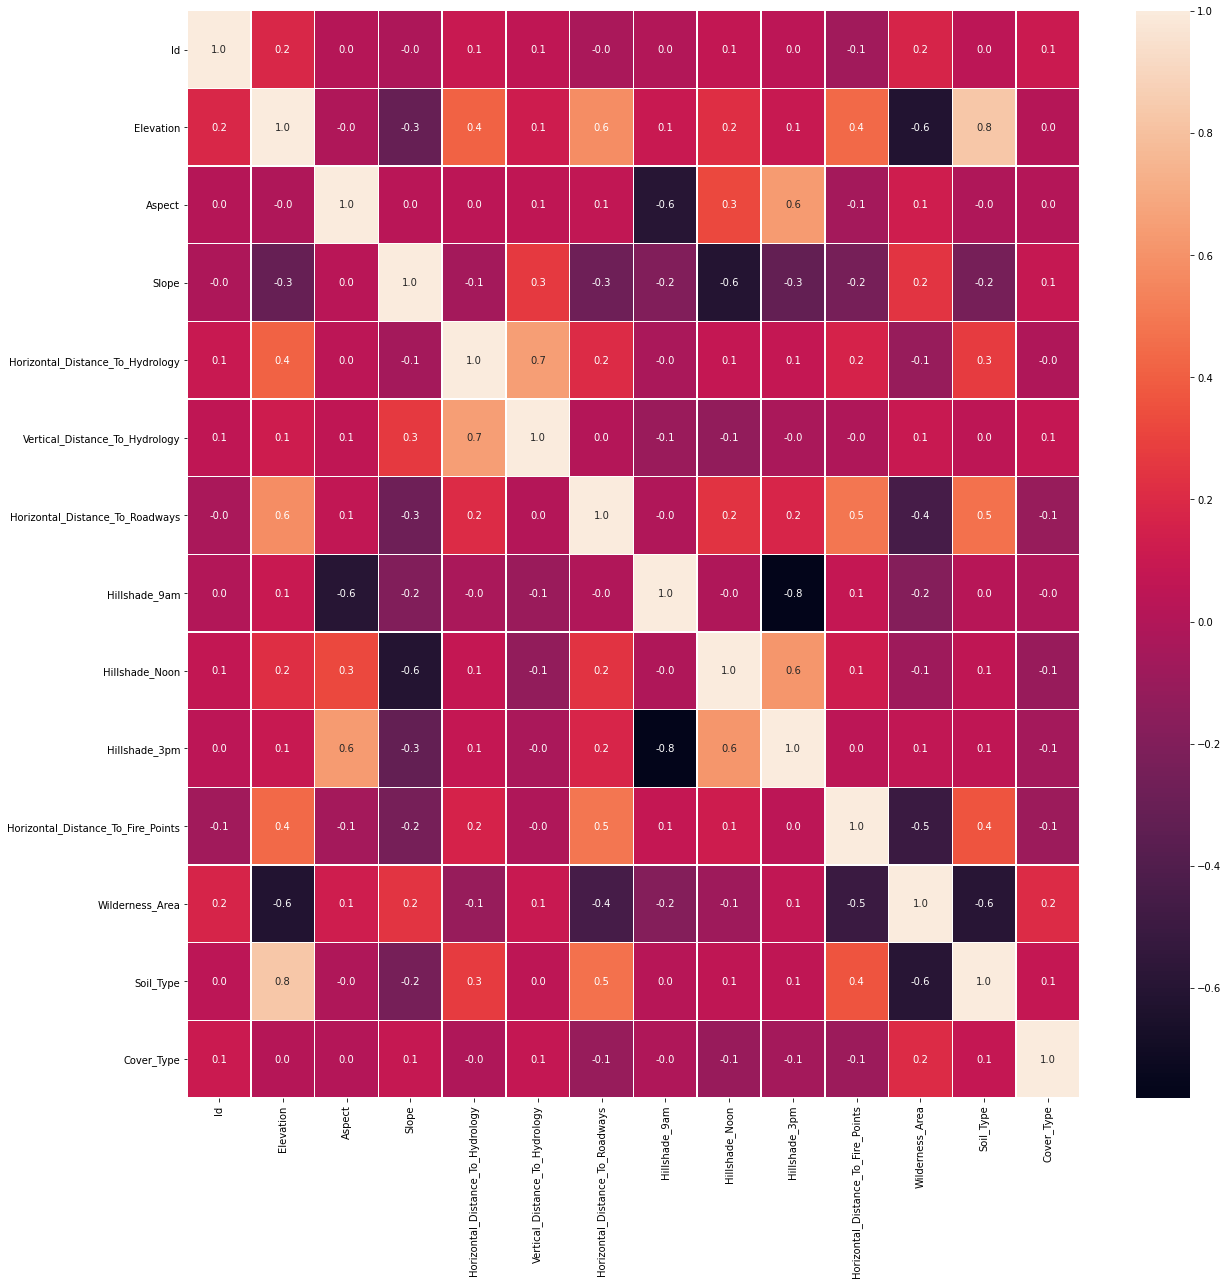 Id 1.0 0.2 0.0 -0.0 0.1 0.1 -0.0 0.0 0.1 0.0 -0.1 0.2 0.0 0.1
Elevation 0.2 1.0 -0.0 -0.3 0.4 0.1 0.6 0.1 0.2 0.1 0.4 -0.6 0.8 0.0
Aspect 0.0 -0.0 1.0 0.0 0.0 0.1 0.1 -0.6 0.3 0.6 -0.1 0.1 -0.0 0.0
Slope -0.0 -0.3 0.0 1.0 -0.1 0.3 -0.3 -0.2 -0.6 -0.3 -0.2 0.2 -0.2 0.1
Horizontal_Distance_To_Hydrology 0.1 0.4 0.0 -0.1 1.0 0.7 0.2 -0.0 0.1 0.1 0.2 -0.1 0.3 -0.0
Vertical_Distance_To_Hydrology 0.1 0.1 0.1 0.3 0.7 1.0 0.0 -0.1 -0.1 -0.0 -0.0 0.1 0.0 0.1
Horizontal_Distance_To_Roadways -0.0 0.6 0.1 -0.3 0.2 0.0 1.0 -0.0 0.2 0.2 0.5 -0.4 0.5 -0.1
Hillshade_9am 0.0 0.1 -0.6 -0.2 -0.0 -0.1 -0.0 1.0 -0.0 -0.8 0.1 -0.2 0.0 -0.0
Hillshade_Noon 0.1 0.2 0.3 -0.6 0.1 -0.1 0.2 -0.0 1.0 0.6 0.1 -0.1 0.1 -0.1
Hillshade_3pm 0.0 0.1 0.6 -0.3 0.1 -0.0 0.2 -0.8 0.6 1.0 0.0 0.1 0.1 -0.1
Horizontal_Distance_To_Fire_Points -0.1 0.4 -0.1 -0.2 0.2 -0.0 0.5 0.1 0.1 0.0 1.0 -0.5 0.4 -0.1
Wilderness_Area 0.2 -0.6 0.1 0.2 -0.1 0.1 -0.4 -0.2 -0.1 0.1 -0.5 1.0 -0.6 0.2
Soil_Type 0.0 0.8 -0.0 -0.2 0.3 0.0 0.5 0.0 0.1 0.1 0.4 -0.6 1.0 0.1
Cover_Type 0.1 0.0 0.0 0.1 -0.0 0.1 -0.1 -0.0 -0.1 -0.1 -0.1 0.2 0.1 1.0
Id
Elevation
Aspect
Slope
Horizontal_Distance_To_Hydrology
Vertical_Distance_To_Hydrology
Horizontal_Distance_To_Roadways
Hillshade_9am
Hillshade_Noon
Hillshade_3pm
Horizontal_Distance_To_Fire_Points
Wilderness_Area
Soil_Type
Cover_Type
1.0
0.8
0.6
0.4
0.2
0.0
−0.2
−0.4
−0.6